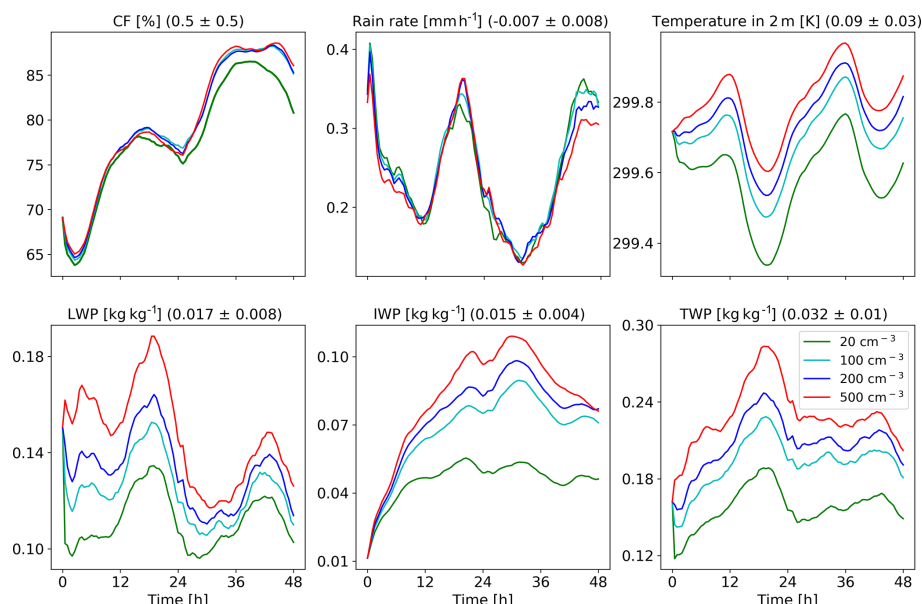 CF [%] (0.5 ± 0.5)
Rain rate [mm h⁻¹] (-0.007 ± 0.008)
Temperature in 2 m [K] (0.09 ± 0.03)
85
80
75
70
65
0.4
0.3
0.2
299.8
299.6
299.4
LWP [kg kg⁻¹] (0.017 ± 0.008)
IWP [kg kg⁻¹] (0.015 ± 0.004)
TWP [kg kg⁻¹] (0.032 ± 0.01)
0.18
0.14
0.10
0.10
0.07
0.04
0.01
0.30
0.24
0.18
0.12
20 cm⁻³
100 cm⁻³
200 cm⁻³
500 cm⁻³
0 12 24 36 48
0 12 24 36 48
0 12 24 36 48
Time [h]
Time [h]
Time [h]